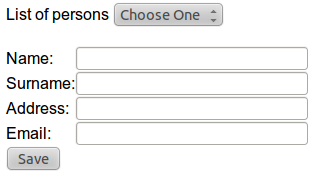 List of persons Choose One
Name:
Surname:
Address:
Email:
Save